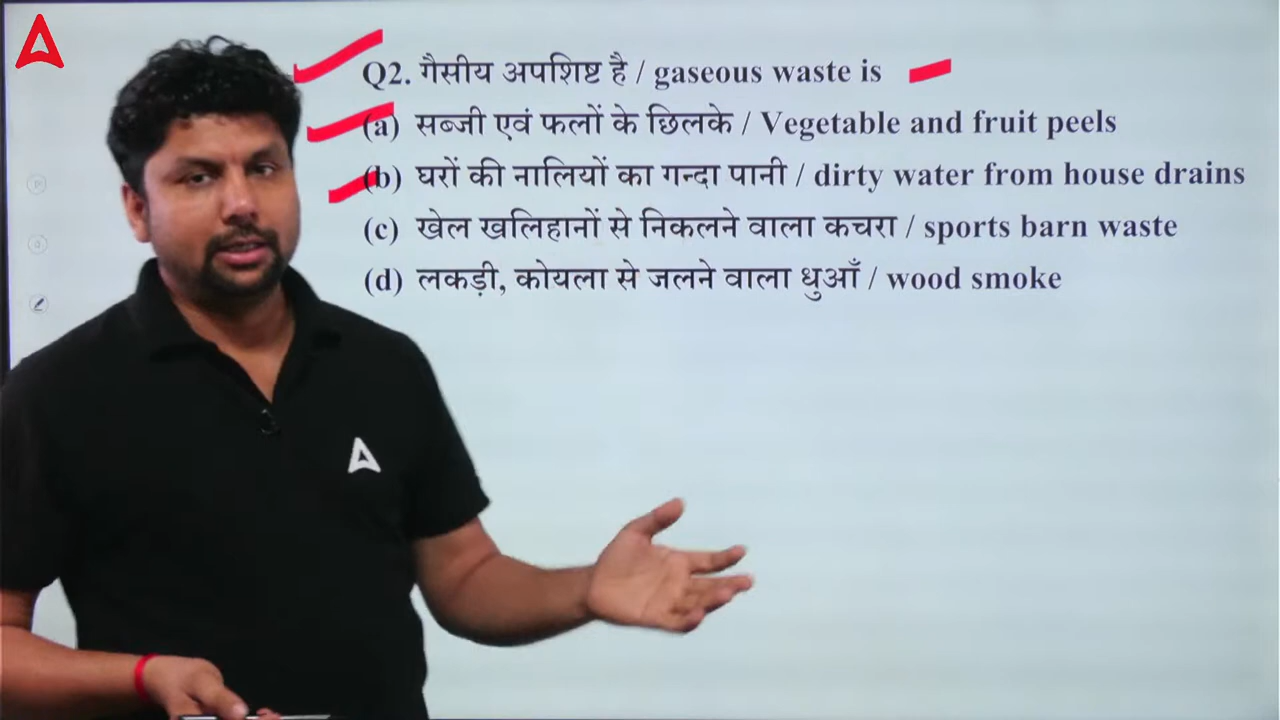 Q2. गैसीय अपशिष्ट है / gaseous waste is
(a) सब्जी एवं फलों के छिलके / Vegetable and fruit peels
(b) घरों की नालियों का गन्दा पानी / dirty water from house drains
(c) खेल खलिहानों से निकलने वाला कचरा / sports barn waste
(d) लकड़ी, कोयला से जलने वाला धुआँ / wood smoke